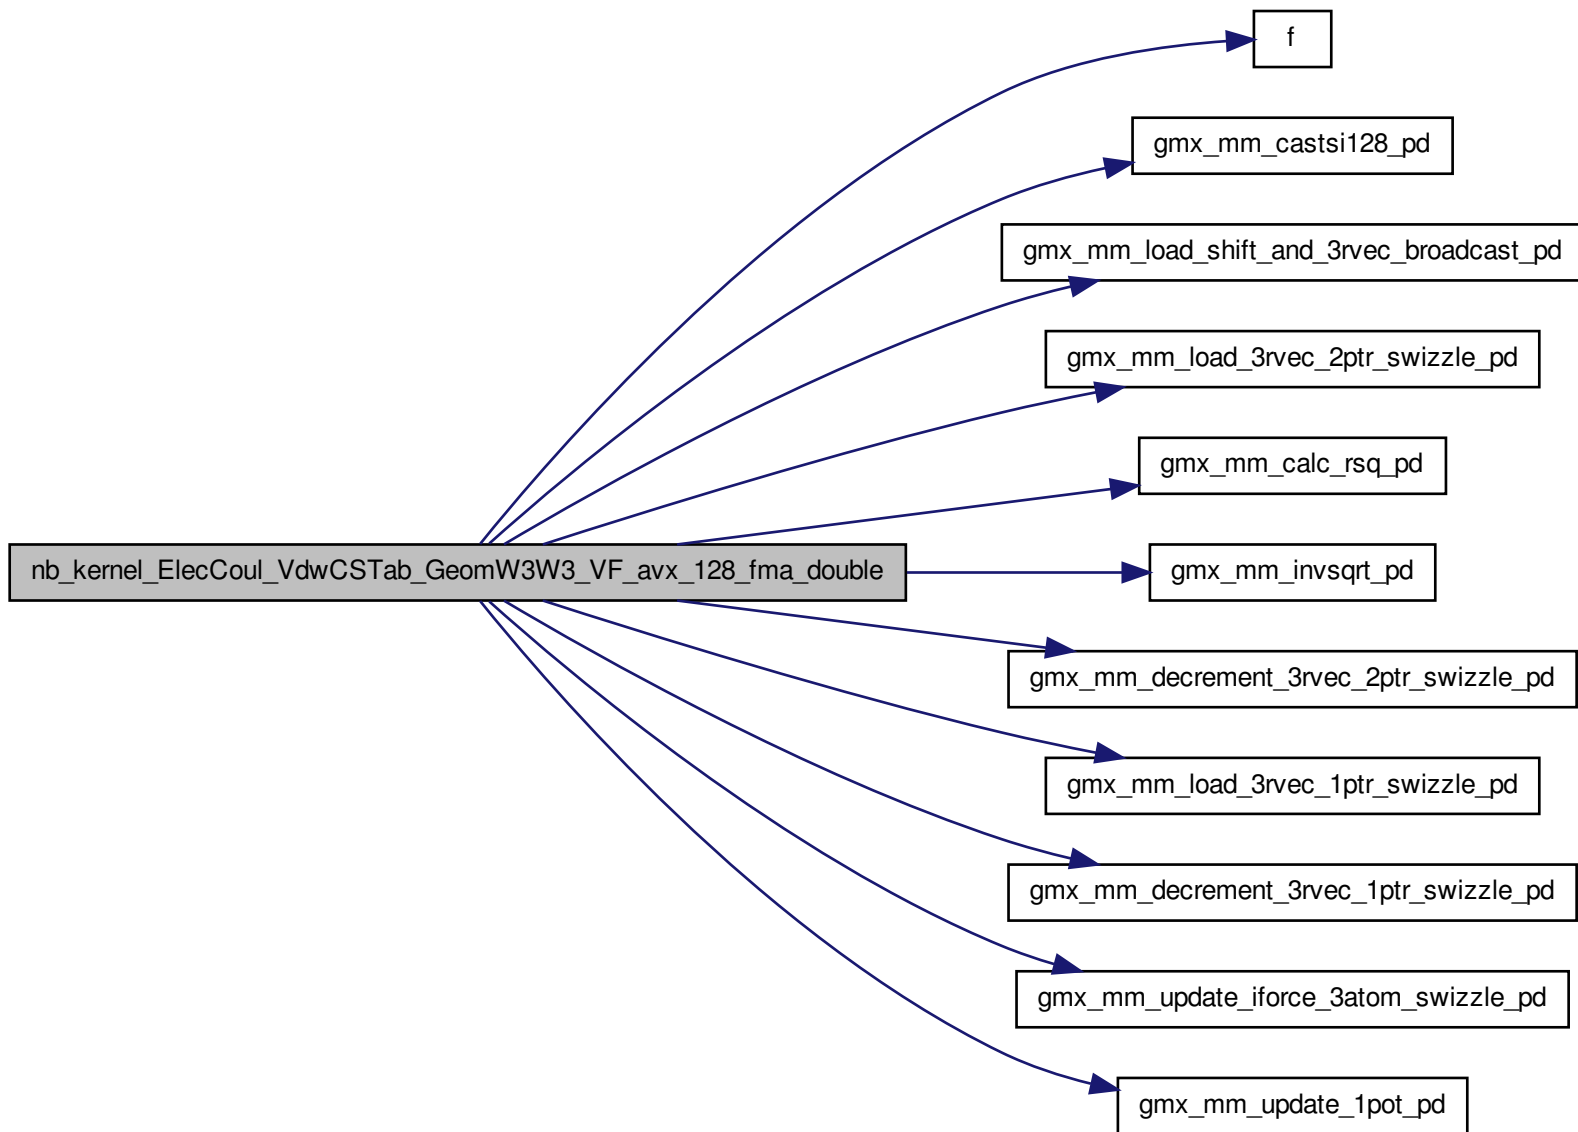 f
gmx_mm_castsi128_pd
gmx_mm_load_shift_and_3rvec_broadcast_pd
gmx_mm_load_3rvec_2ptr_swizzle_pd
gmx_mm_calc_rsq_pd
nb_kernel_ElecCoul_VdwCSTab_GeomW3W3_VF_avx_128_fma_double
gmx_mm_invsqrt_pd
gmx_mm_decrement_3rvec_2ptr_swizzle_pd
gmx_mm_load_3rvec_1ptr_swizzle_pd
gmx_mm_decrement_3rvec_1ptr_swizzle_pd
gmx_mm_update_iforce_3atom_swizzle_pd
gmx_mm_update_1pot_pd